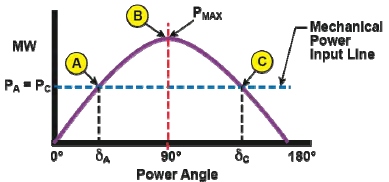 B
PMAX
Mechanical
Power
Input Line
MW
A
C
PA = PC
0°
δA
90°
δC
180°
Power Angle